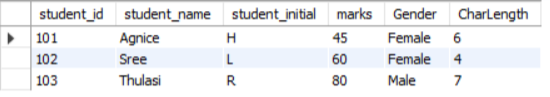 student_id student_name student_initial marks Gender CharLength
101 Agnice H 45 Female 6
102 Sree L 60 Female 4
103 Thulasi R 80 Male 7